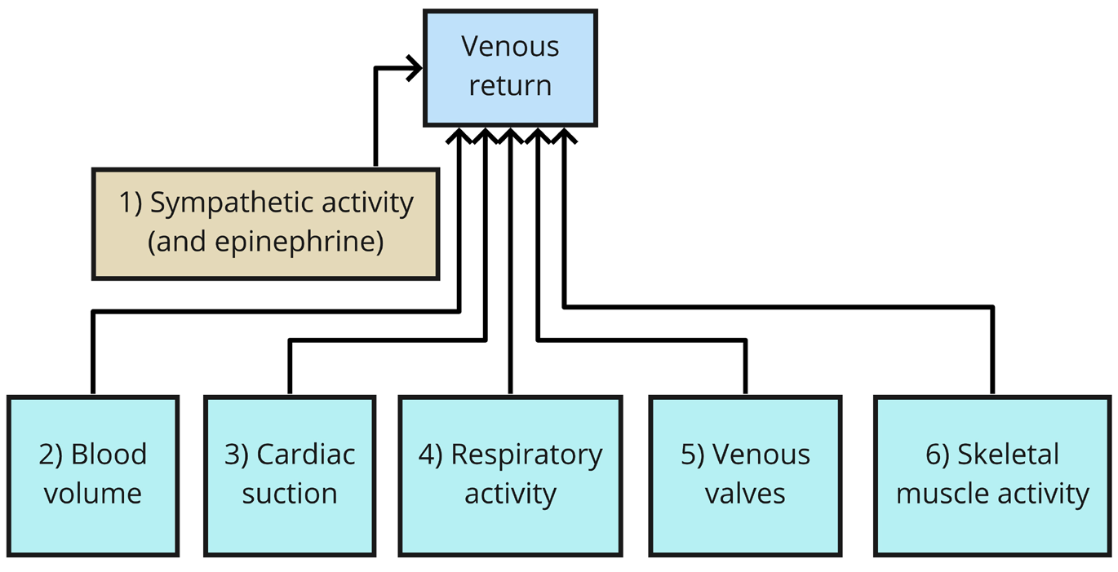 Venous
return
1) Sympathetic activity
(and epinephrine)
2) Blood
volume
3) Cardiac
suction
4) Respiratory
activity
5) Venous
valves
6) Skeletal
muscle activity